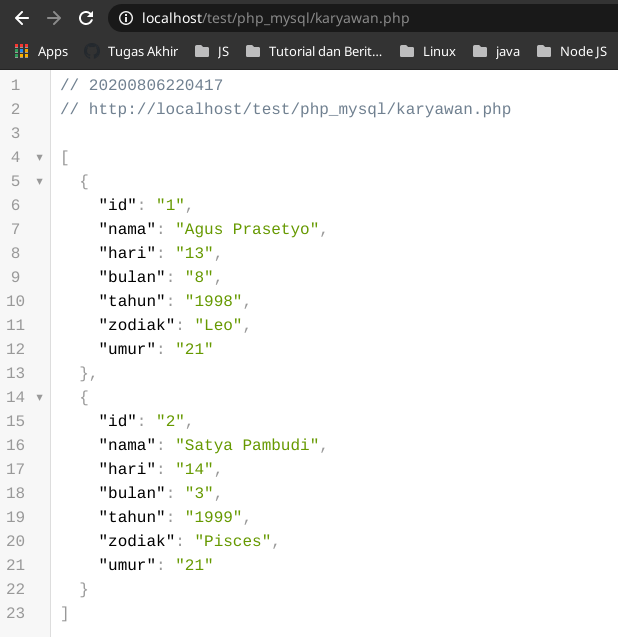 localhost/test/php_mysql/karyawan.php
Apps Tugas Akhir JS Tutorial dan Berit... Linux java Node JS
1 // 20200806220417
2 // http://localhost/test/php_mysql/karyawan.php
3
4 [
5 {
6 "id": "1",
7 "nama": "Agus Prasetyo",
8 "hari": "13",
9 "bulan": "8",
10 "tahun": "1998",
11 "zodiak": "Leo",
12 "umur": "21"
13 },
14 {
15 "id": "2",
16 "nama": "Satya Pambudi",
17 "hari": "14",
18 "bulan": "3",
19 "tahun": "1999",
20 "zodiak": "Pisces",
21 "umur": "21"
22 }
23 ]